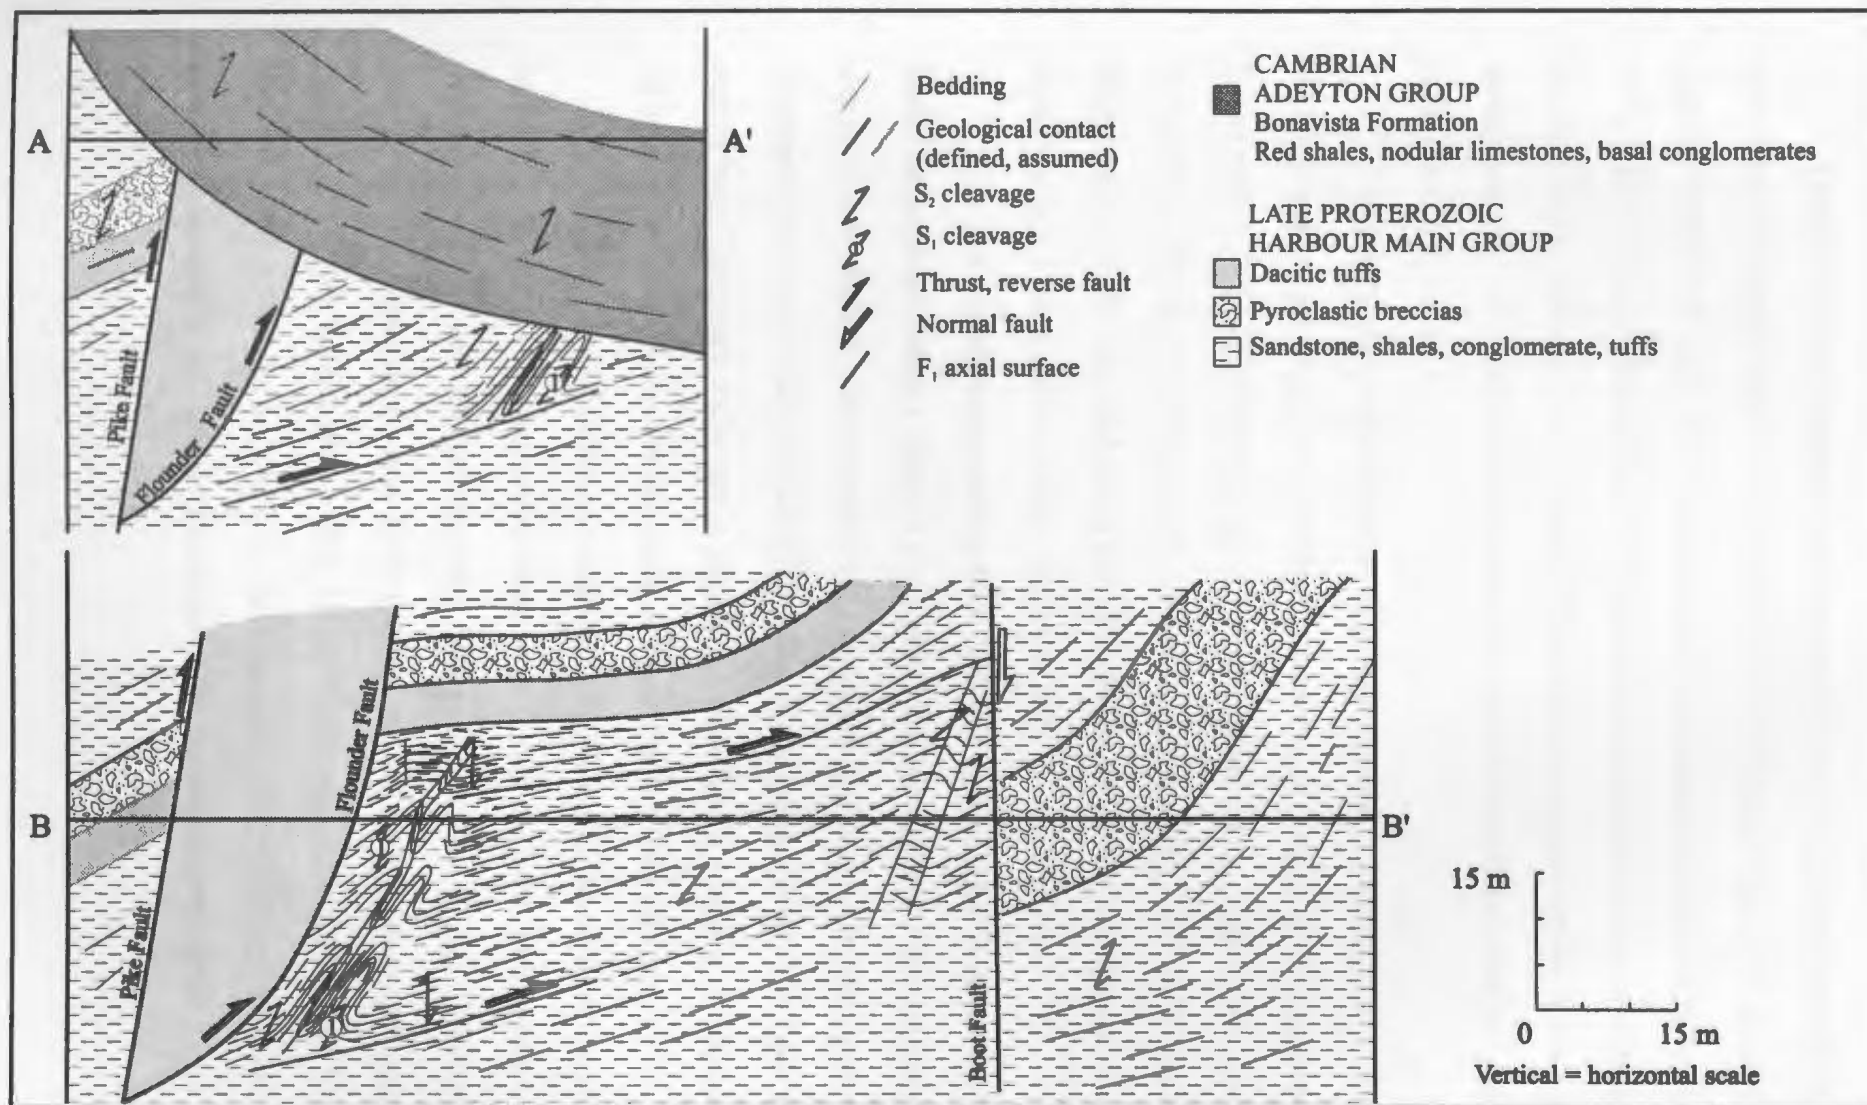 A
A'
Pike Fault
Flounder Fault
1
Bedding
Geological contact
(defined, assumed)
S₂ cleavage
S₁ cleavage
Thrust, reverse fault
Normal fault
F₁ axial surface
CAMBRIAN
ADEYTON GROUP
Bonavista Formation
Red shales, nodular limestones, basal conglomerates
LATE PROTEROZOIC
HARBOUR MAIN GROUP
Dacitic tuffs
Pyroclastic breccias
Sandstone, shales, conglomerate, tuffs
B
B'
Pike Fault
Flounder Fault
1
1
Boot Fault
15 m
0 15 m
Vertical = horizontal scale